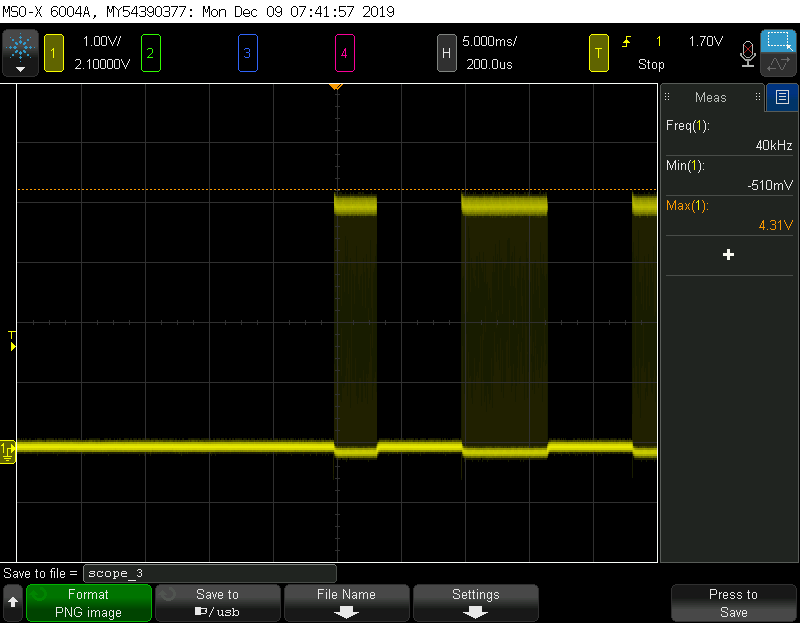 MSO-X 6004A, MY54390377: Mon Dec 09 07:41:57 2019
1 1.00V/ 2 3 4 H 5.000ms/ T 1 1.70V
2.10000V 200.0us Stop
Meas
Freq(1):
40kHz
Min(1):
-510mV
Max(1):
4.31V
+
T
1
Save to file = scope_3
Format Save to File Name Settings Press to
PNG image /usb Save